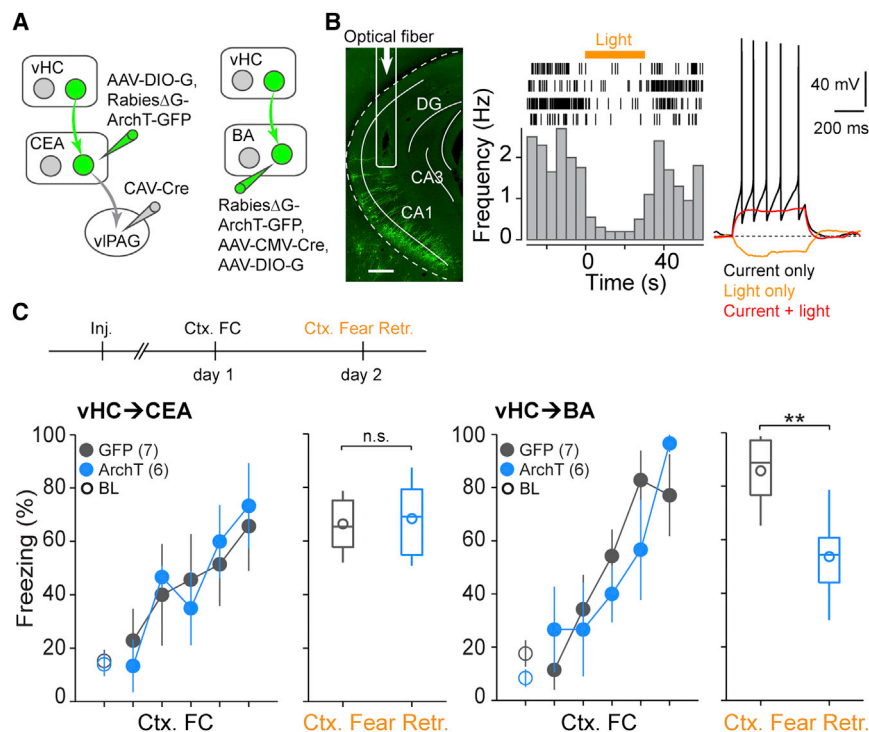 A
vHC
CEA
vlPAG
AAV-DIO-G,
RabiesΔG-
ArchT-GFP
CAV-Cre
vHC
BA
RabiesΔG-
ArchT-GFP,
AAV-CMV-Cre,
AAV-DIO-G
B
Optical fiber
DG
CA3
CA1
Light
Frequency (Hz)
2
1
0
0
40
Time (s)
40 mV
200 ms
Current only
Light only
Current + light
C
Inj.
Ctx. FC
Ctx. Fear Retr.
day 1
day 2
vHC→CEA
GFP (7)
ArchT (6)
BL
Freezing (%)
100
80
60
40
20
0
Ctx. FC
n.s.
Ctx. Fear Retr.
vHC→BA
GFP (7)
ArchT (6)
BL
100
80
60
40
20
0
Ctx. FC
**
Ctx. Fear Retr.